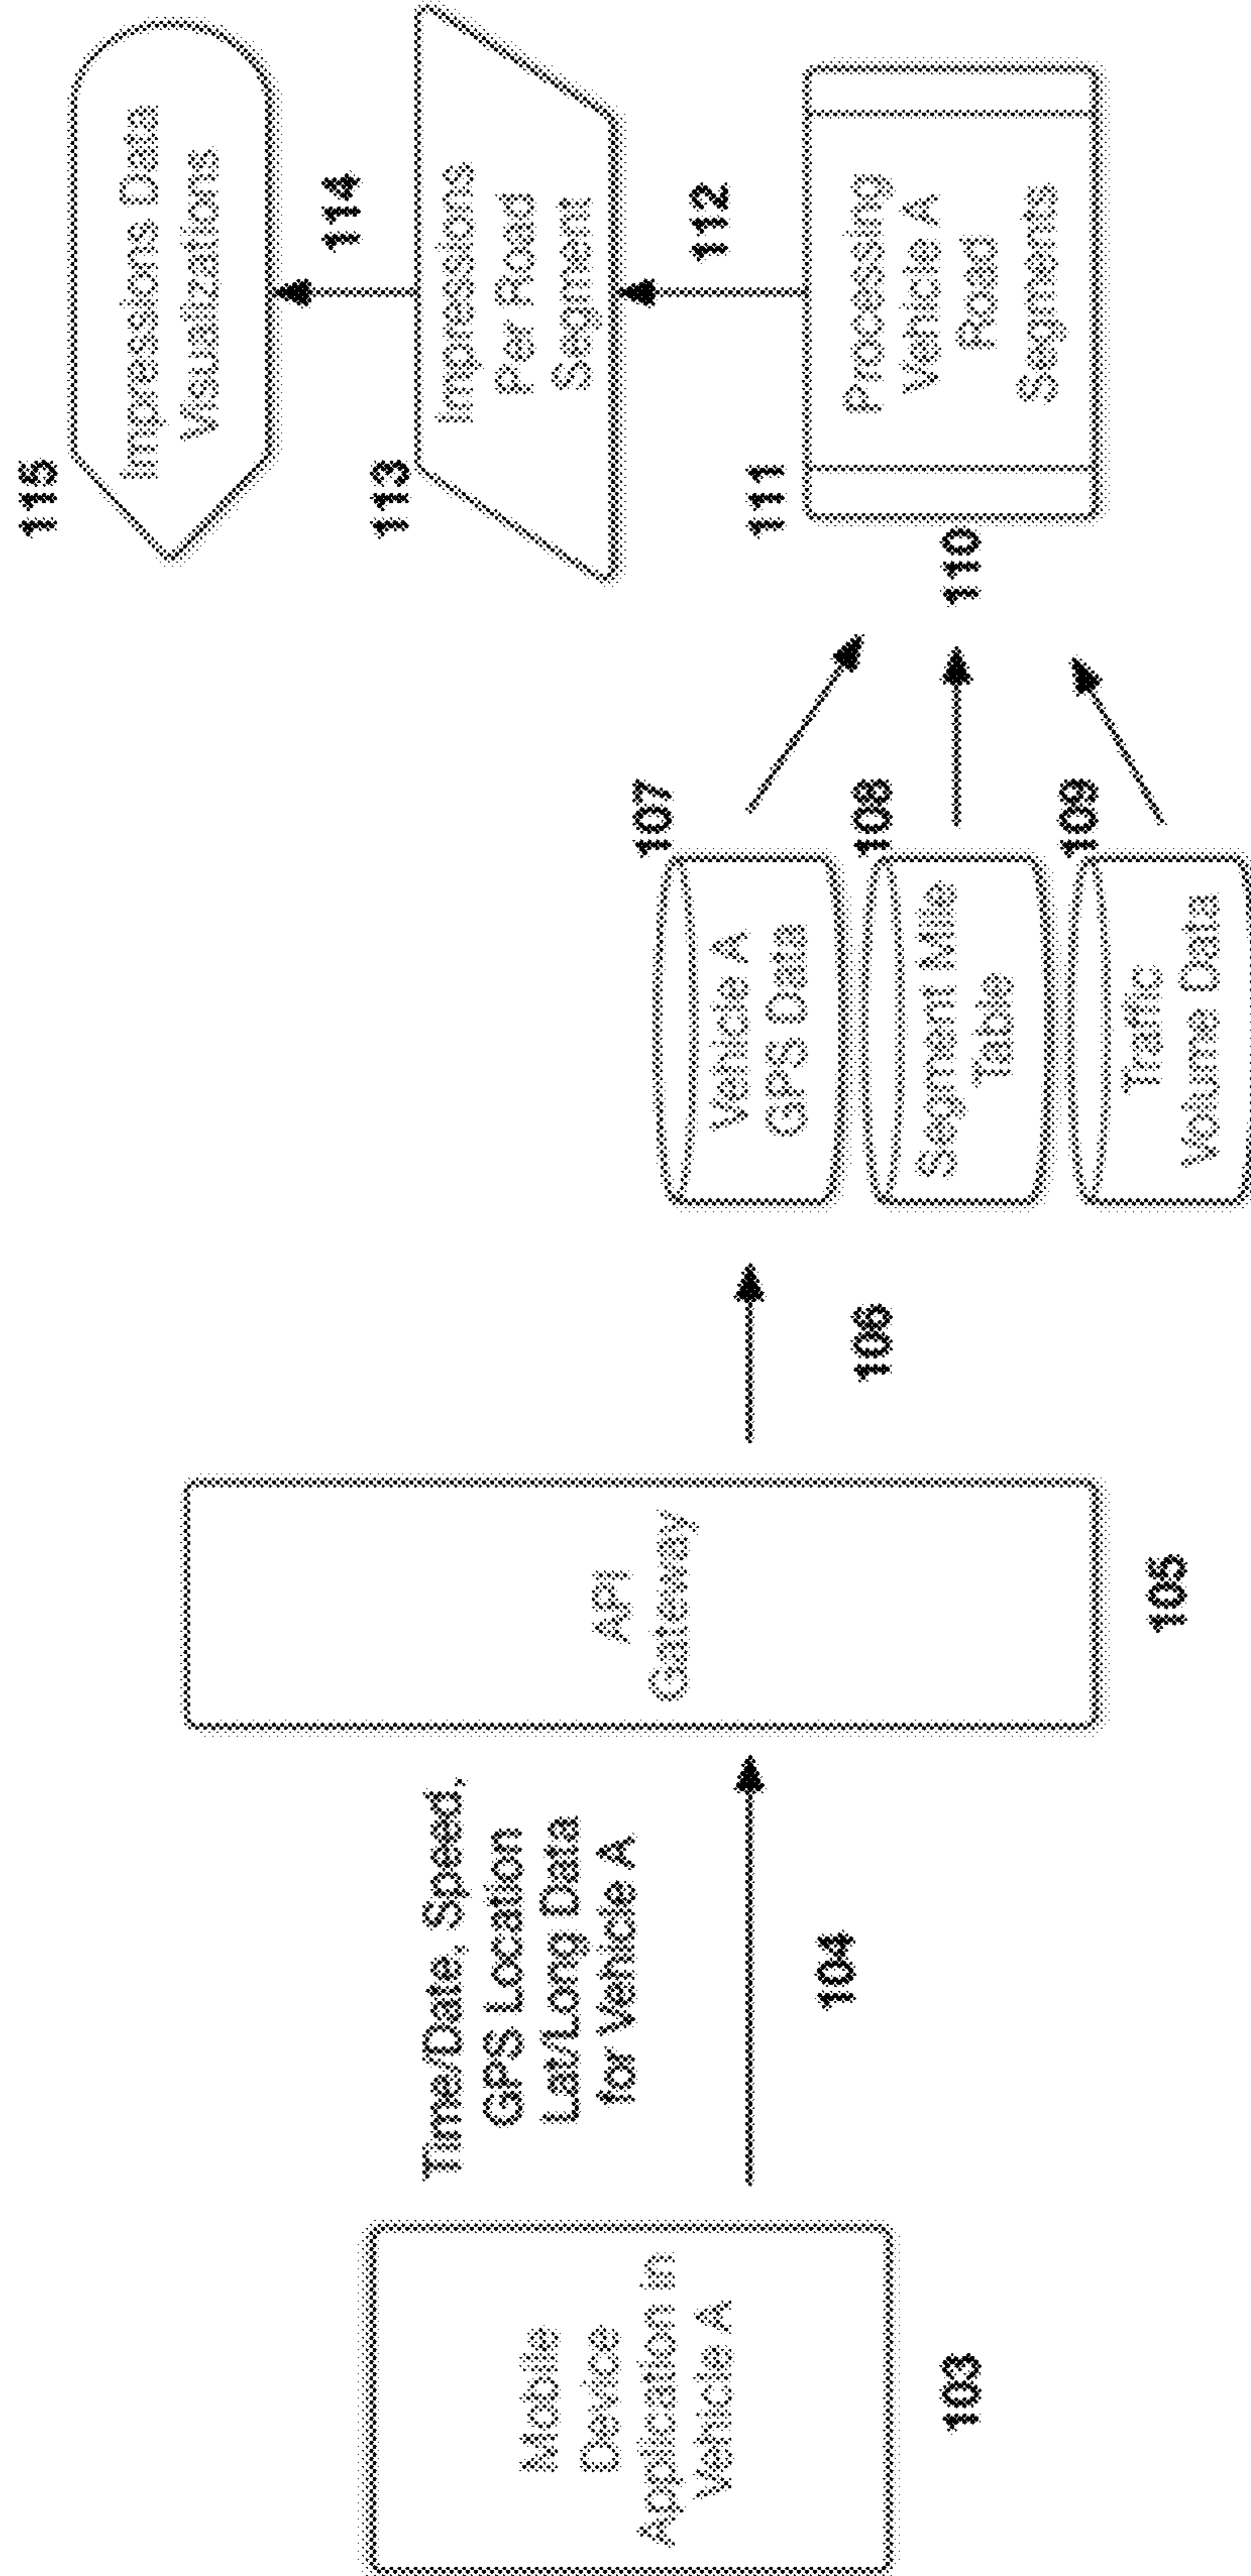 Mobile
Device
Application in
Vehicle A
103
Time/Date, Speed,
GPS Location
Lat/Long Data
for Vehicle A
104
API
Gateway
105
106
107
Vehicle A
GPS Data
108
Segment Mile
Table
109
Traffic
Volume Data
110
111
Processing
Vehicle A
Road
Segments
112
113
Impressions
Per Road
Segment
114
115
Impressions Data
Visualizations